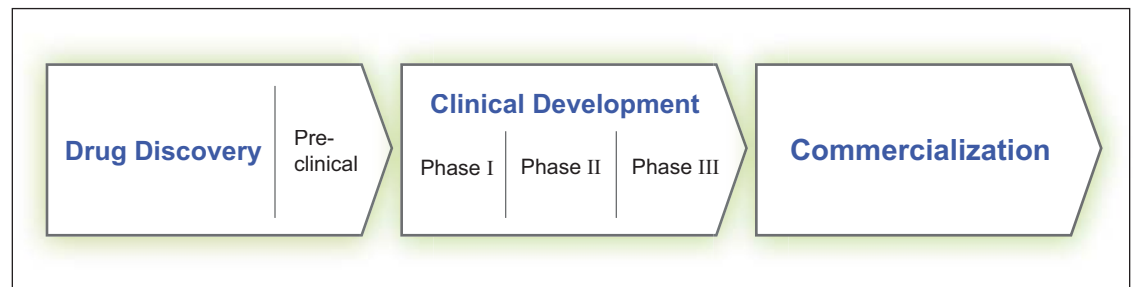 Drug Discovery
Pre-
clinical
Clinical Development
Phase I
Phase II
Phase III
Commercialization